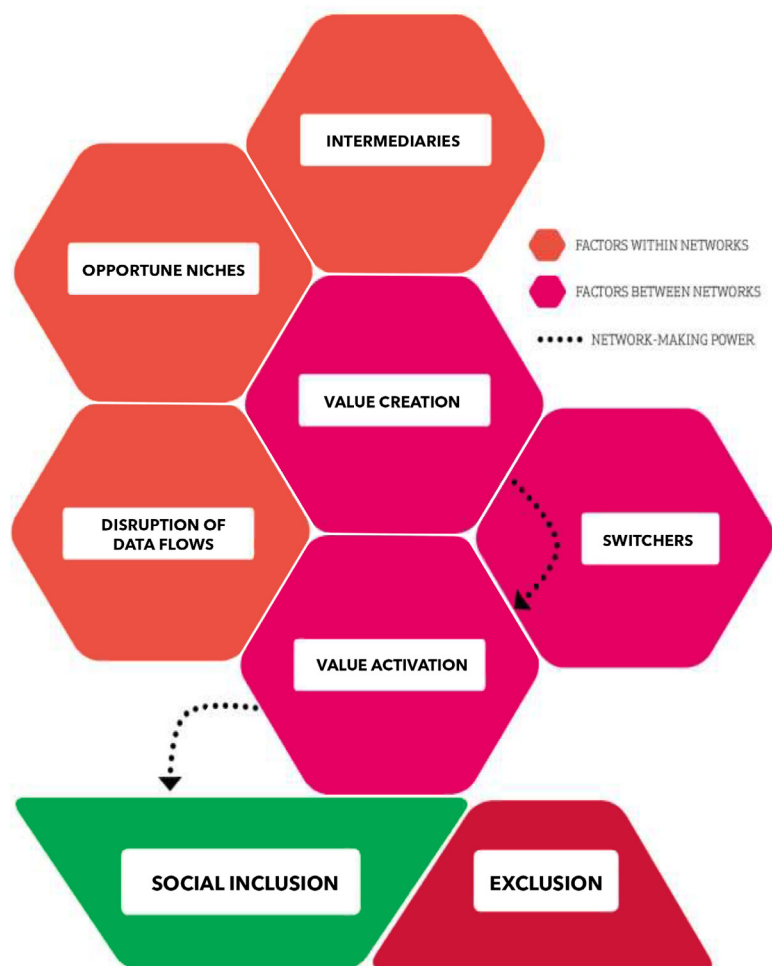 INTERMEDIARIES
OPPORTUNE NICHES
FACTORS WITHIN NETWORKS
FACTORS BETWEEN NETWORKS
NETWORK-MAKING POWER
VALUE CREATION
DISRUPTION OF
DATA FLOWS
SWITCHERS
VALUE ACTIVATION
SOCIAL INCLUSION
EXCLUSION